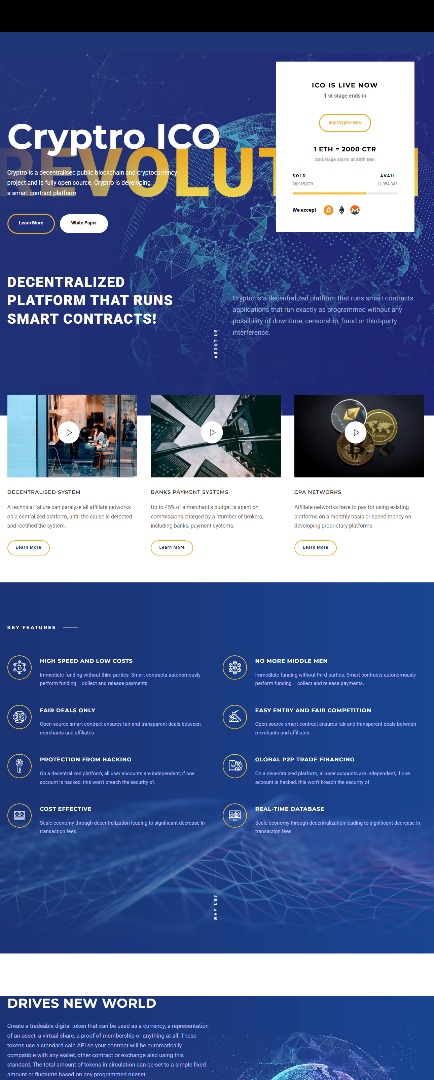 ICO IS LIVE NOW
1 st stage ends in
Buy Crypto Now
1 ETH = 2000 CTR
2nd stage starts at 20th Mar
SOLD
AVAIL.
We accept
Cryptro ICO
REVOLUT
Cryptro is a decentralised public blockchain and cryptocurrency
project and is fully open source. Cryptro is developing
a smart contract platform
Learn More
White Paper
DECENTRALIZED
PLATFORM THAT RUNS
SMART CONTRACTS!
Cryptro is a decentralized platform that runs smart contracts
applications that run exactly as programmed without any
possibility of downtime, censorship, fraud or third-party
interference.
ABOUT US
DECENTRALISED SYSTEM
A technical failure can paralyse all affiliate networks
on a centralized platform, until the cause is detected
and rectified the system.
Learn More
BANKS PAYMENT SYSTEMS
Up to 45% of a merchant's budget is spent on
commissions charged by a number of brokers,
including banks, payment systems.
Learn More
CPA NETWORKS
Affiliate networks have to pay for using existing
platforms on a monthly basis or spend money on
developing proprietary platforms
Learn More
KEY FEATURES
HIGH SPEED AND LOW COSTS
Immediate funding without third parties. Smart contracts autonomously
perform funding collect and release payments
NO MORE MIDDLE MEN
Immediate funding without third parties. Smart contracts autonomously
perform funding collect and release payments.
FAIR DEALS ONLY
Open source smart contract ensures fair and transparent deals between
merchants and affiliates
EASY ENTRY AND FAIR COMPETITION
Open source smart contract ensures fair and transparent deals between
merchants and affiliates
PROTECTION FROM HACKING
On a decentralized platform, all user accounts are independent; if one
account is hacked, this won't breach the security of.
GLOBAL P2P TRADE FINANCING
On a decentralized platform, all user accounts are independent; if one
account is hacked, this won't breach the security of
COST EFFECTIVE
Scale economy through decentralization leading to significant decrease in
transaction fees
REAL-TIME DATABASE
Scale economy through decentralization leading to significant decrease in
transaction fees
DRIVES NEW WORLD
Create a tradeable digital token that can be used as a currency, a representation
of an asset, a virtual share, a proof of membership or anything at all. These
tokens use a standard coin API so your contract will be automatically
compatible with any wallet, other contract or exchange also using this
standard. The total amount of tokens in circulation can be set to a simple fixed
amount or fluctuate based on any programmed ruleset.